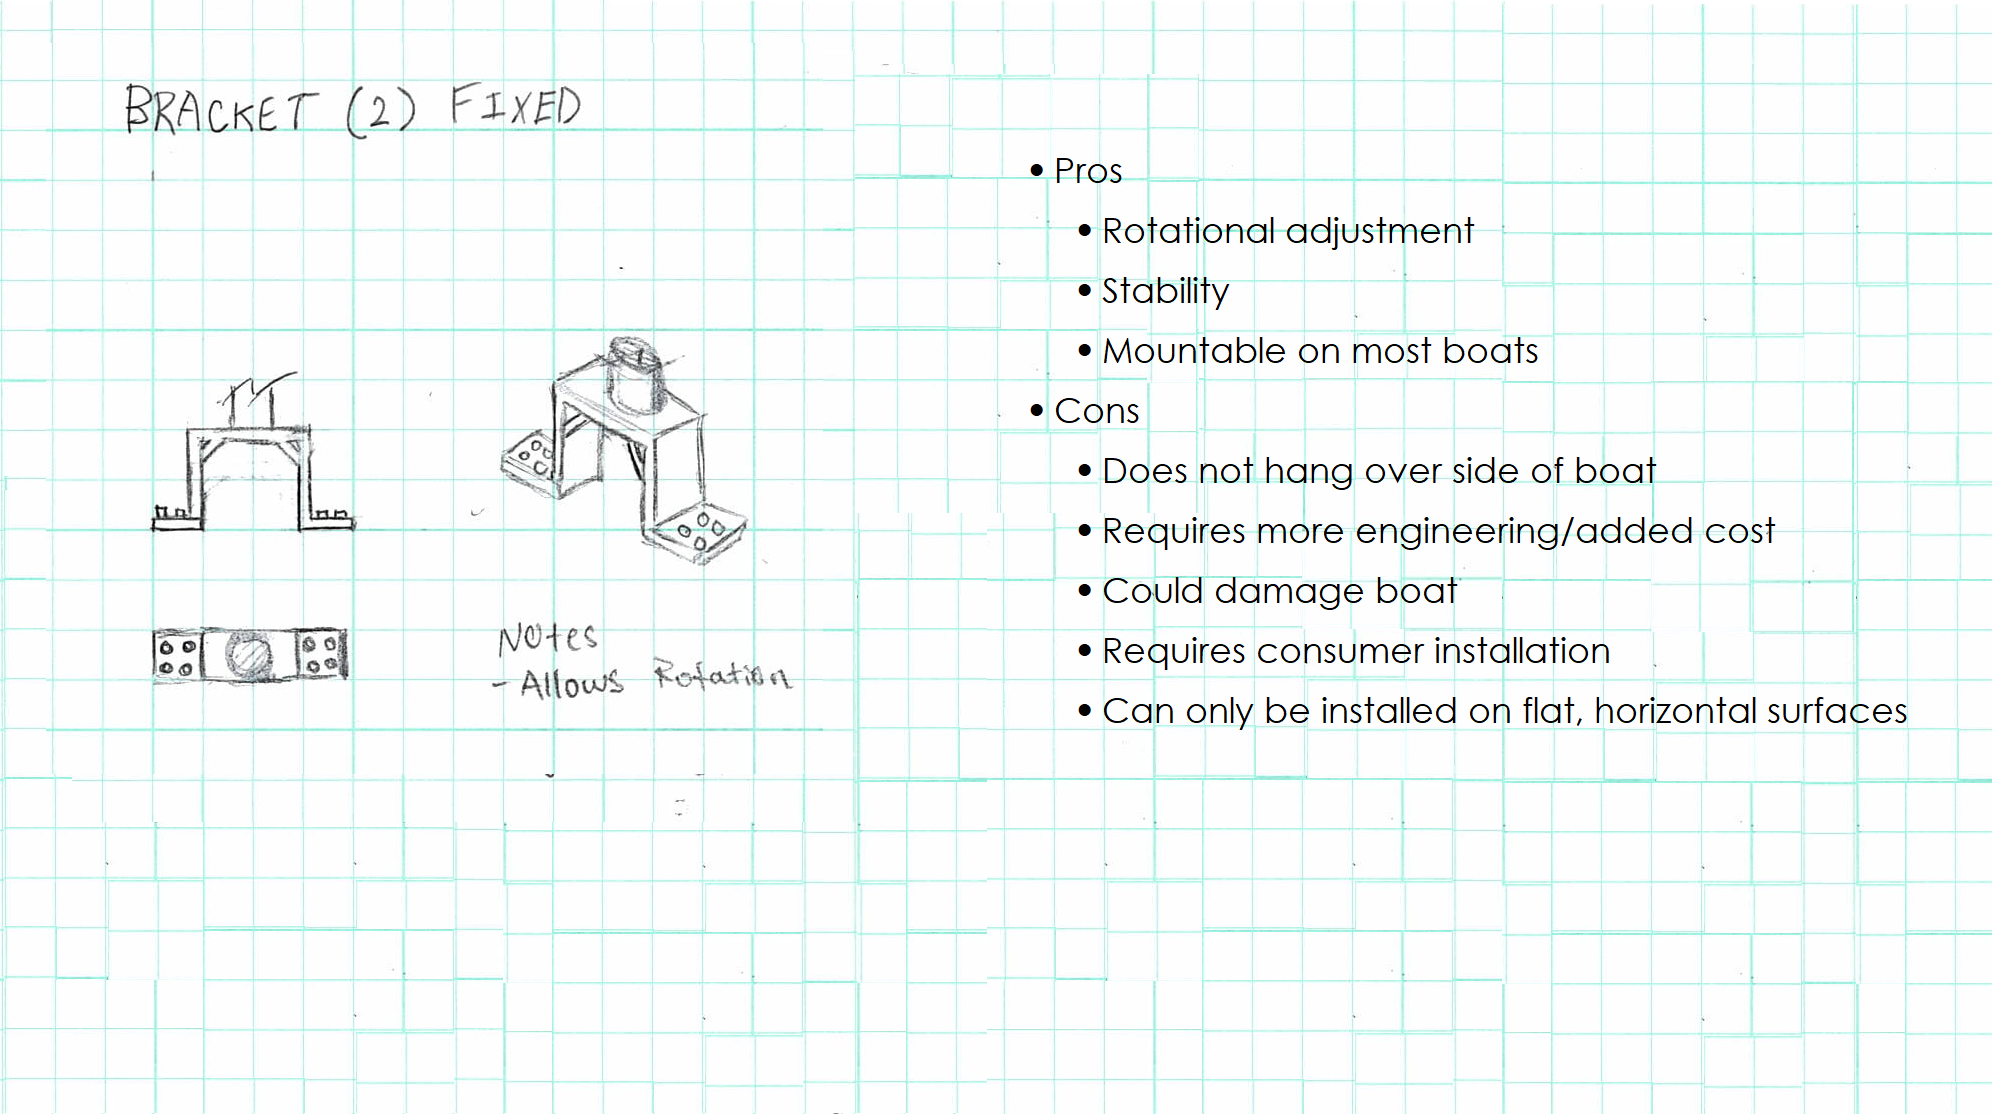 BRACKET (2) FIXED
• Pros
• Rotational adjustment
• Stability
• Mountable on most boats
• Cons
• Does not hang over side of boat
• Requires more engineering/added cost
• Could damage boat
• Requires consumer installation
• Can only be installed on flat, horizontal surfaces
Notes
- Allows Rotation